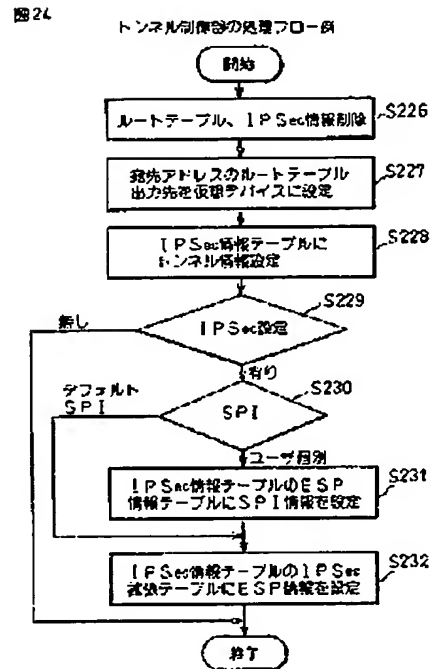 図24
トンネル制御部の処理フロー例
開始
ルートテーブル、IPSec情報削除
S226
宛先アドレスのルートテーブル
出力先を仮想デバイスに設定
S227
IPSec情報テーブルに
トンネル情報設定
S228
S229
無し
IPSec設定
有り
S230
デフォルト
SPI
SPI
ユーザ個別
IPSec情報テーブルのESP
情報テーブルにSPI情報を設定
S231
IPSec情報テーブルのIPSec
拡張テーブルにESP情報を設定
S232
終了